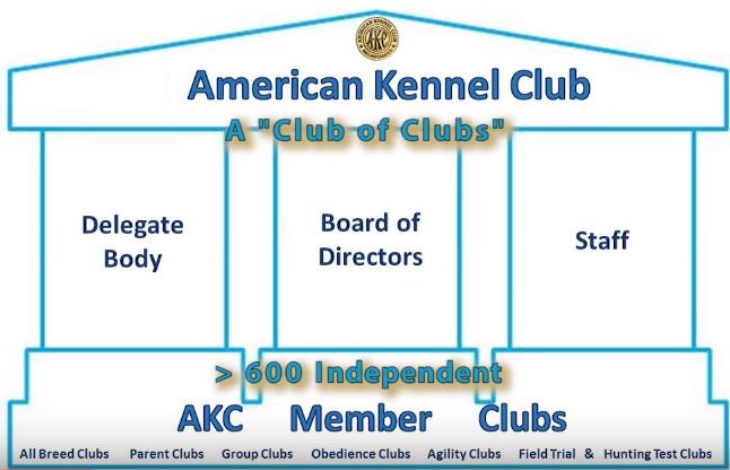 American Kennel Club
A "Club of Clubs"
Delegate
Body
Board of
Directors
Staff
> 600 Independent
AKC Member Clubs
All Breed Clubs Parent Clubs Group Clubs Obedience Clubs Agility Clubs Field Trial & Hunting Test Clubs